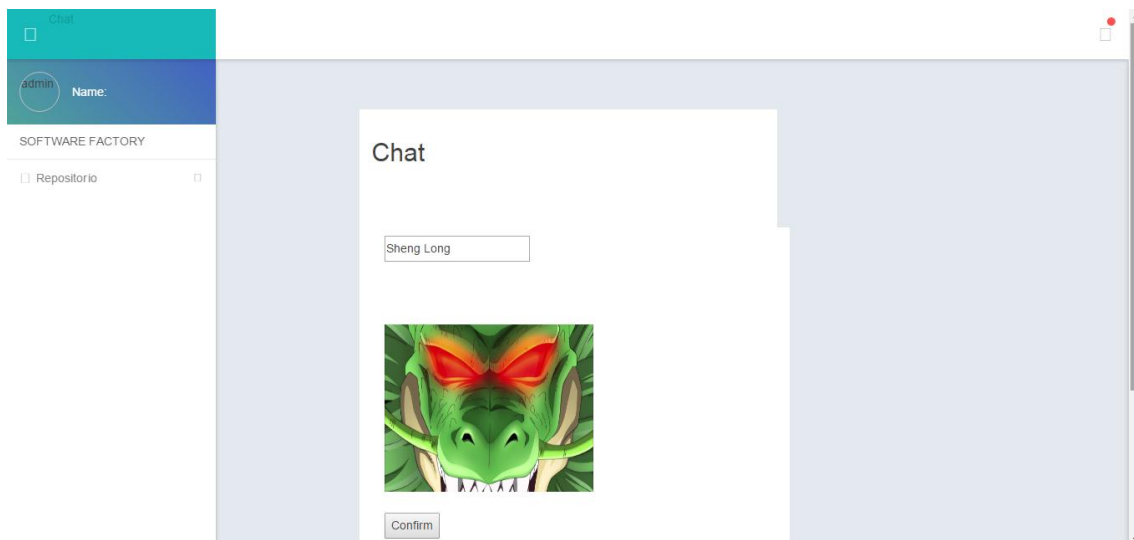 Chat
admin
Name:
SOFTWARE FACTORY
Repositorio
Chat
Sheng Long
Confirm